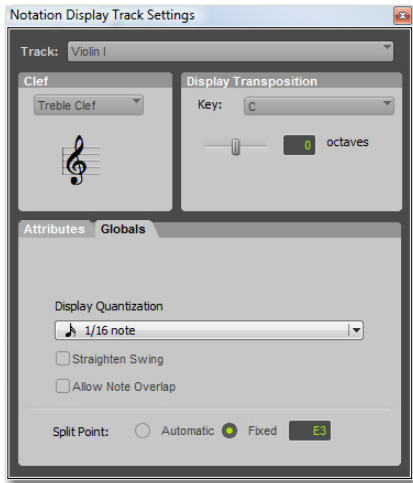 Notation Display Track Settings
Track: Violin I
Clef
Display Transposition
Treble Clef
Key: C
0 octaves
Attributes Globals
Display Quantization
1/16 note
Straighten Swing
Allow Note Overlap
Split Point: Automatic Fixed E3